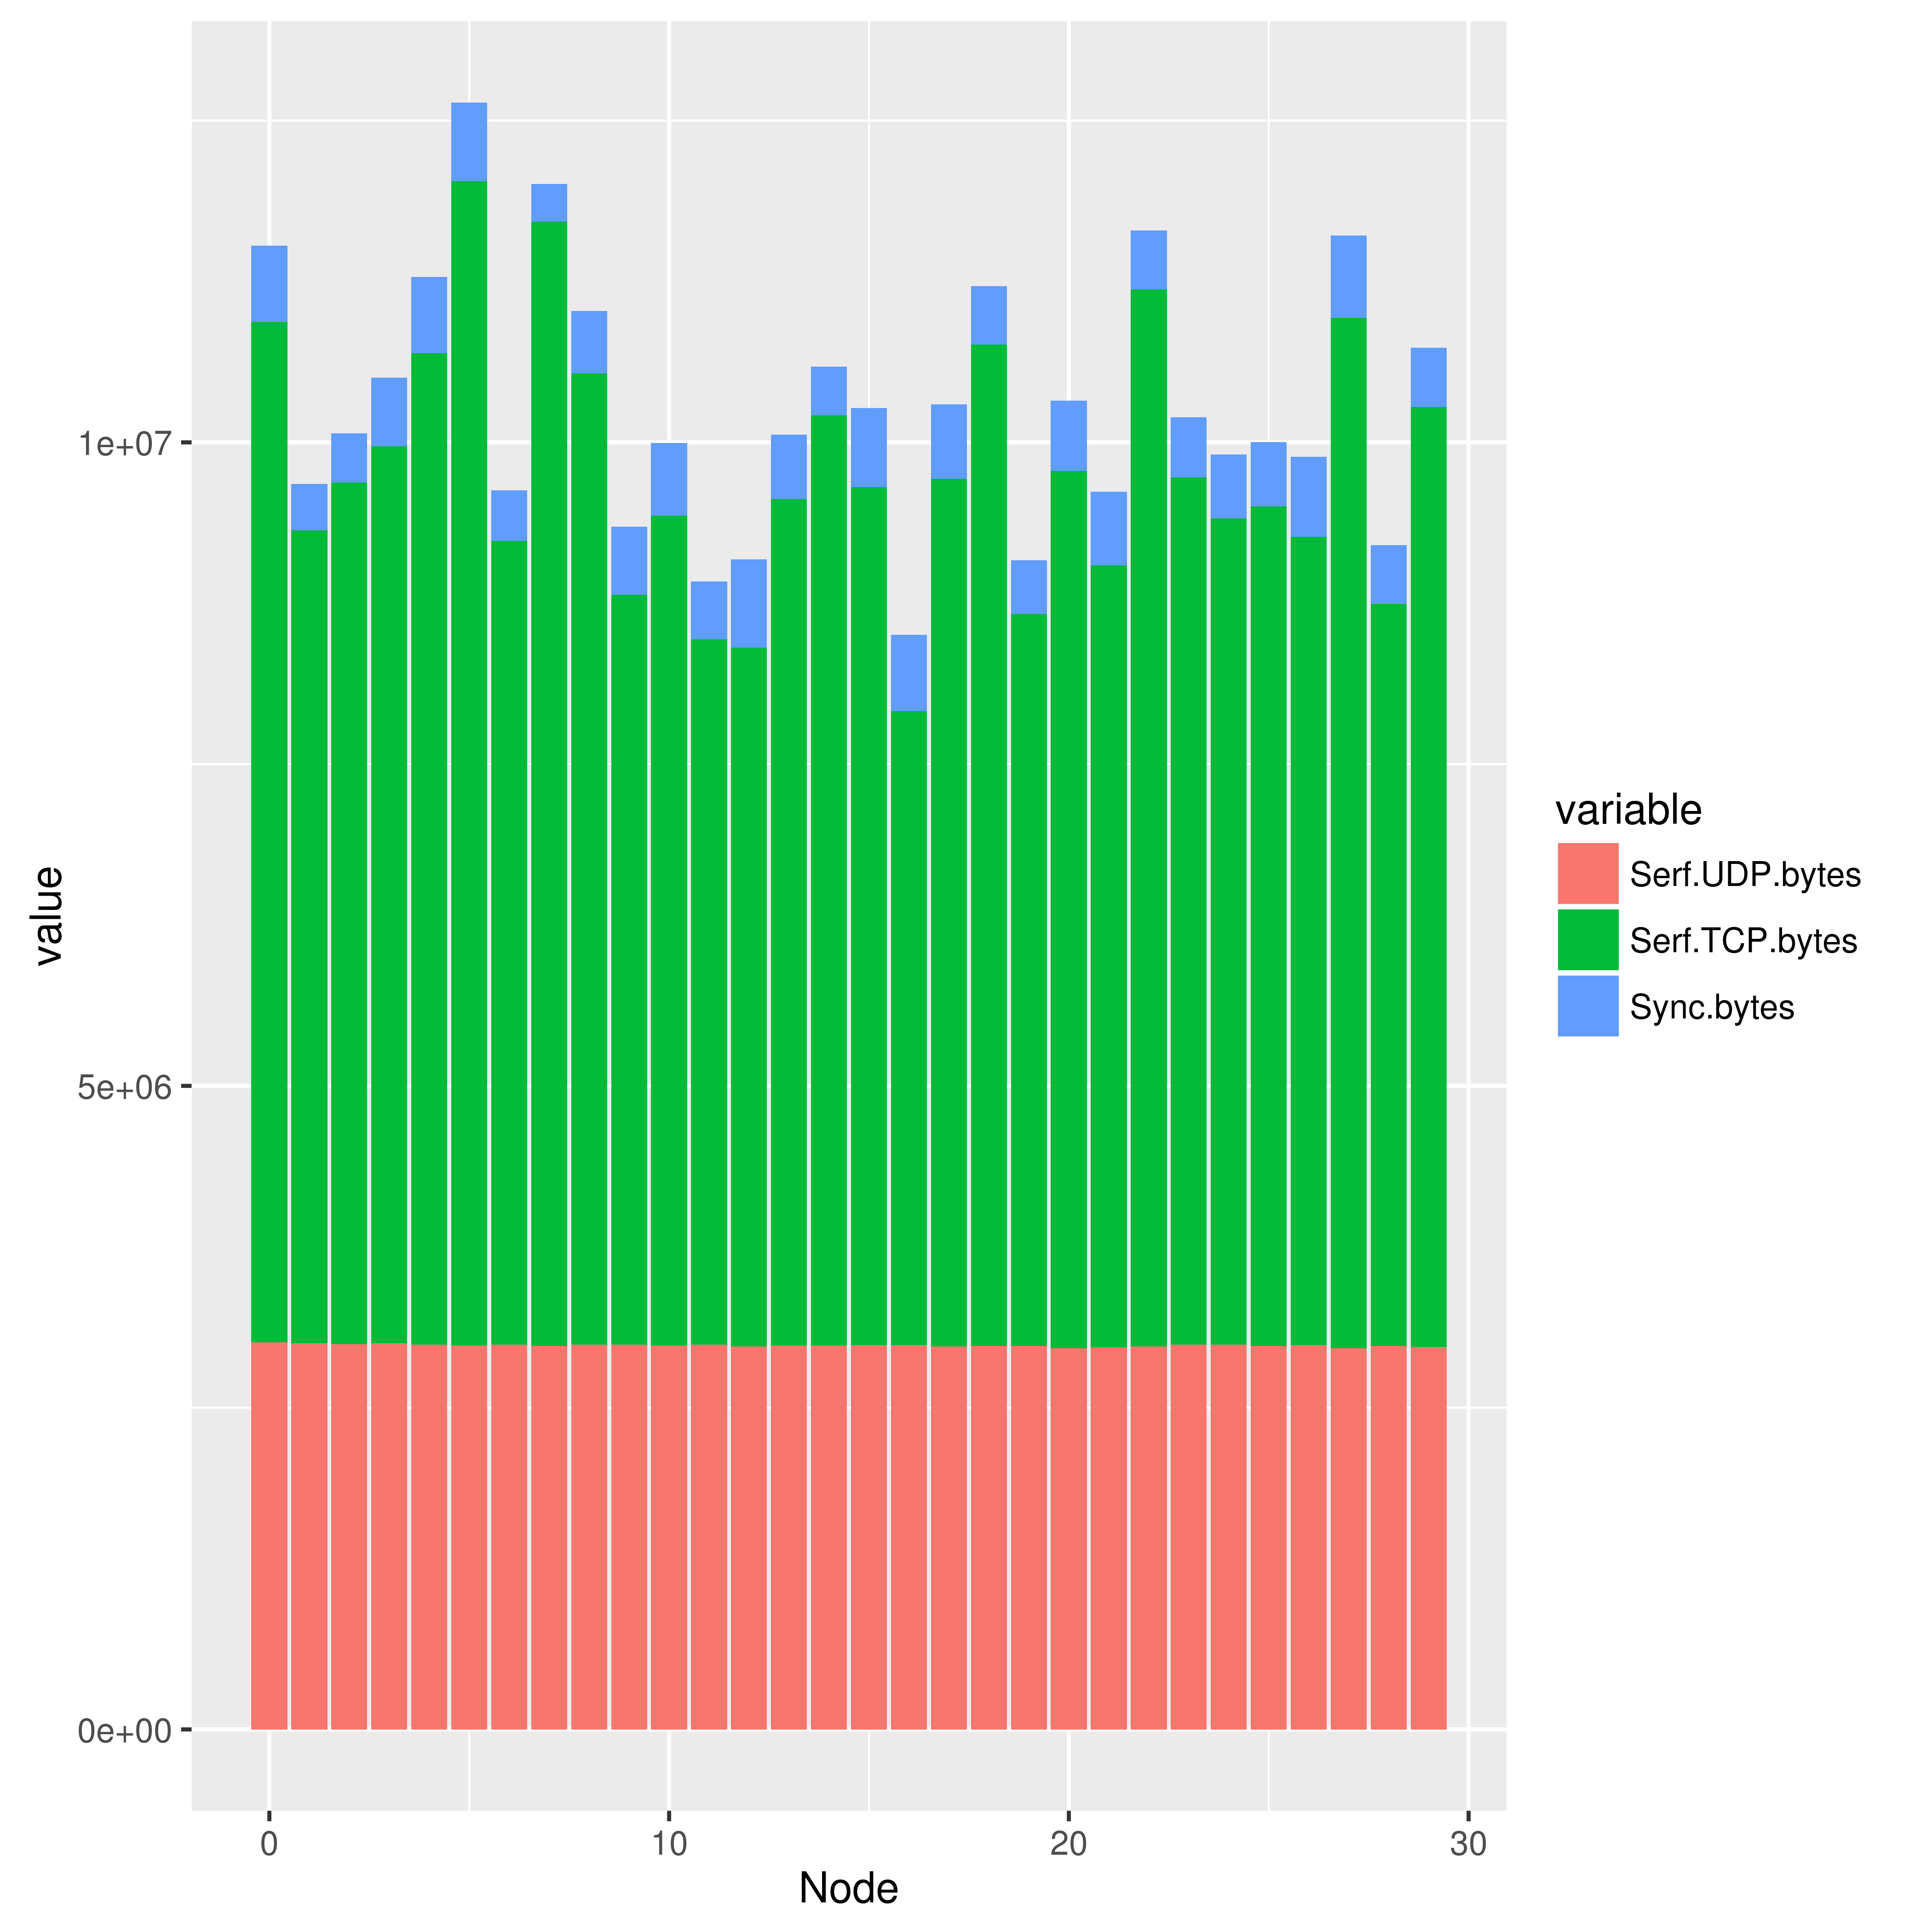 value
1e+07
5e+06
0e+00
0
10
20
30
Node
variable
Serf.UDP.bytes
Serf.TCP.bytes
Sync.bytes